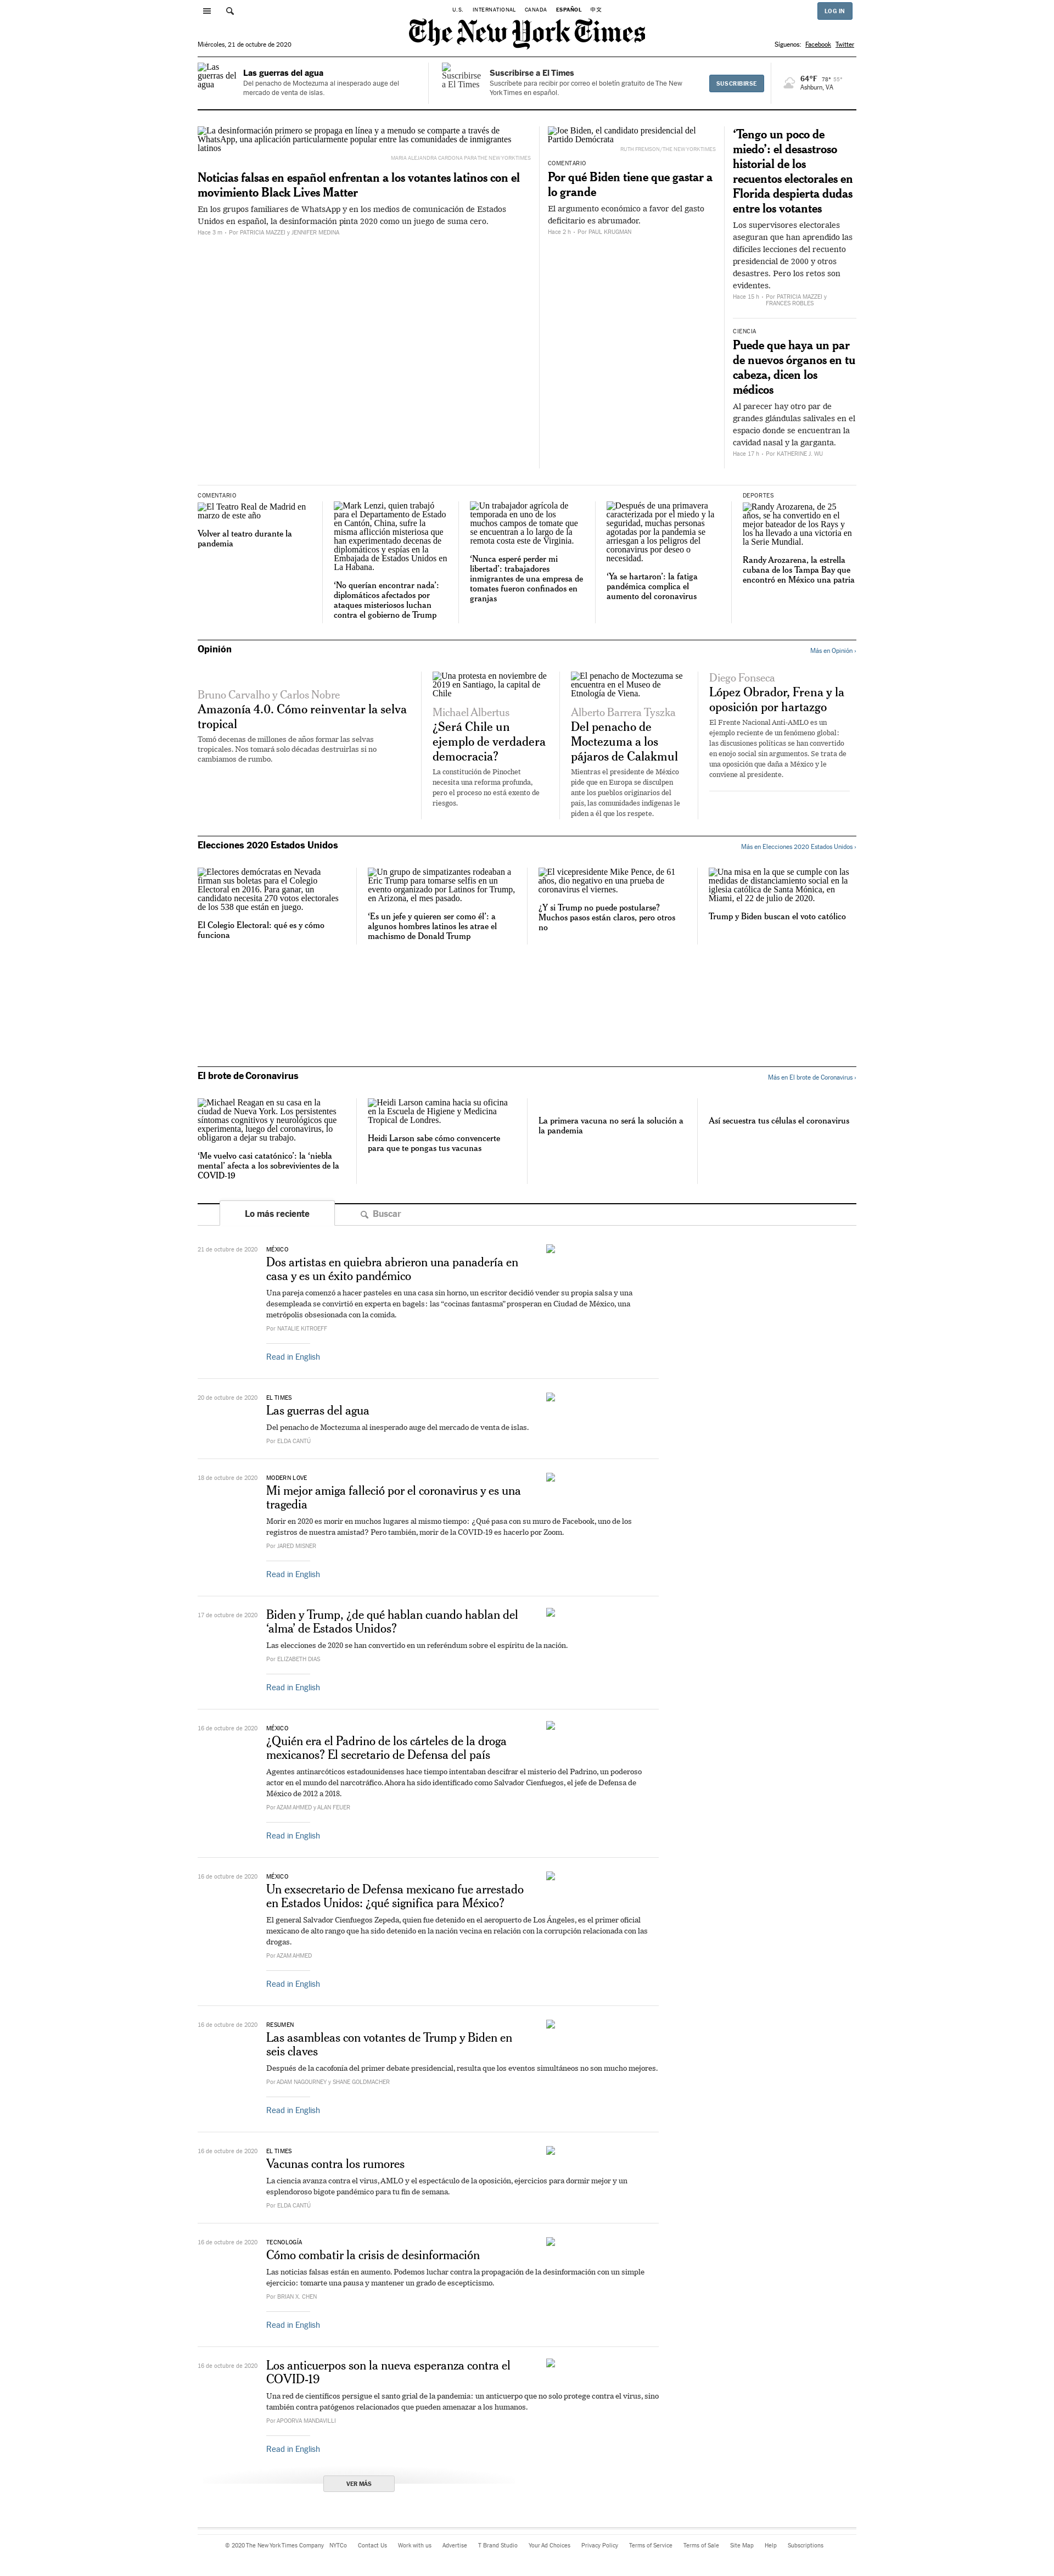 U.S. INTERNATIONAL CANADA ESPAÑOL 中文
LOG IN
The New York Times
Miércoles, 21 de octubre de 2020
Síguenos: Facebook Twitter
Las guerras del agua
Las guerras del agua
Del penacho de Moctezuma al inesperado auge del
mercado de venta de islas.
Suscribirse a El Times
Suscribirse a El Times
Suscríbete para recibir por correo el boletín gratuito de The New
York Times en español.
SUSCRIBIRSE
64°F 78° 55°
Ashburn, VA
La desinformación primero se propaga en línea y a menudo se comparte a través de
WhatsApp, una aplicación particularmente popular entre las comunidades de inmigrantes
latinos
MARIA ALEJANDRA CARDONA PARA THE NEW YORK TIMES
Noticias falsas en español enfrentan a los votantes latinos con el
movimiento Black Lives Matter
En los grupos familiares de WhatsApp y en los medios de comunicación de Estados
Unidos en español, la desinformación pinta 2020 como un juego de suma cero.
Hace 3 m • Por PATRICIA MAZZEI y JENNIFER MEDINA
Joe Biden, el candidato presidencial del
Partido Demócrata
RUTH FREMSON/THE NEW YORK TIMES
COMENTARIO
Por qué Biden tiene que gastar a
lo grande
El argumento económico a favor del gasto
deficitario es abrumador.
Hace 2 h • Por PAUL KRUGMAN
‘Tengo un poco de
miedo’: el desastroso
historial de los
recuentos electorales en
Florida despierta dudas
entre los votantes
Los supervisores electorales
aseguran que han aprendido las
difíciles lecciones del recuento
presidencial de 2000 y otros
desastres. Pero los retos son
evidentes.
Hace 15 h • Por PATRICIA MAZZEI y
FRANCES ROBLES
CIENCIA
Puede que haya un par
de nuevos órganos en tu
cabeza, dicen los
médicos
Al parecer hay otro par de
grandes glándulas salivales en el
espacio donde se encuentran la
cavidad nasal y la garganta.
Hace 17 h • Por KATHERINE J. WU
COMENTARIO
El Teatro Real de Madrid en
marzo de este año
Volver al teatro durante la
pandemia
Mark Lenzi, quien trabajó
para el Departamento de Estado
en Cantón, China, sufre la
misma aflicción misteriosa que
han experimentado decenas de
diplomáticos y espías en la
Embajada de Estados Unidos en
La Habana.
‘No querían encontrar nada’:
diplomáticos afectados por
ataques misteriosos luchan
contra el gobierno de Trump
Un trabajador agrícola de
temporada en uno de los
muchos campos de tomate que
se encuentran a lo largo de la
remota costa este de Virginia.
‘Nunca esperé perder mi
libertad’: trabajadores
inmigrantes de una empresa de
tomates fueron confinados en
granjas
Después de una primavera
caracterizada por el miedo y la
seguridad, muchas personas
agotadas por la pandemia se
arriesgan a los peligros del
coronavirus por deseo o
necesidad.
‘Ya se hartaron’: la fatiga
pandémica complica el
aumento del coronavirus
DEPORTES
Randy Arozarena, de 25
años, se ha convertido en el
mejor bateador de los Rays y
los ha llevado a una victoria en
la Serie Mundial.
Randy Arozarena, la estrella
cubana de los Tampa Bay que
encontró en México una patria
Opinión
Más en Opinión ›
Bruno Carvalho y Carlos Nobre
Amazonía 4.0. Cómo reinventar la selva
tropical
Tomó decenas de millones de años formar las selvas
tropicales. Nos tomará solo décadas destruirlas si no
cambiamos de rumbo.
Una protesta en noviembre de
2019 en Santiago, la capital de
Chile
Michael Albertus
¿Será Chile un
ejemplo de verdadera
democracia?
La constitución de Pinochet
necesita una reforma profunda,
pero el proceso no está exento de
riesgos.
El penacho de Moctezuma se
encuentra en el Museo de
Etnología de Viena.
Alberto Barrera Tyszka
Del penacho de
Moctezuma a los
pájaros de Calakmul
Mientras el presidente de México
pide que en Europa se disculpen
ante los pueblos originarios del
país, las comunidades indígenas le
piden a él que los respete.
Diego Fonseca
López Obrador, Frena y la
oposición por hartazgo
El Frente Nacional Anti-AMLO es un
ejemplo reciente de un fenómeno global:
las discusiones políticas se han convertido
en enojo social sin argumentos. Se trata de
una oposición que daña a México y le
conviene al presidente.
Elecciones 2020 Estados Unidos
Más en Elecciones 2020 Estados Unidos ›
Electores demócratas en Nevada
firman sus boletas para el Colegio
Electoral en 2016. Para ganar, un
candidato necesita 270 votos electorales
de los 538 que están en juego.
El Colegio Electoral: qué es y cómo
funciona
Un grupo de simpatizantes rodeaban a
Eric Trump para tomarse selfis en un
evento organizado por Latinos for Trump,
en Arizona, el mes pasado.
‘Es un jefe y quieren ser como él’: a
algunos hombres latinos les atrae el
machismo de Donald Trump
El vicepresidente Mike Pence, de 61
años, dio negativo en una prueba de
coronavirus el viernes.
¿Y si Trump no puede postularse?
Muchos pasos están claros, pero otros
no
Una misa en la que se cumple con las
medidas de distanciamiento social en la
iglesia católica de Santa Mónica, en
Miami, el 22 de julio de 2020.
Trump y Biden buscan el voto católico
El brote de Coronavirus
Más en El brote de Coronavirus ›
Michael Reagan en su casa en la
ciudad de Nueva York. Los persistentes
síntomas cognitivos y neurológicos que
experimenta, luego del coronavirus, lo
obligaron a dejar su trabajo.
‘Me vuelvo casi catatónico’: la ‘niebla
mental’ afecta a los sobrevivientes de la
COVID-19
Heidi Larson camina hacia su oficina
en la Escuela de Higiene y Medicina
Tropical de Londres.
Heidi Larson sabe cómo convencerte
para que te pongas tus vacunas
La primera vacuna no será la solución a
la pandemia
Así secuestra tus células el coronavirus
Lo más reciente
Buscar
21 de octubre de 2020
MÉXICO
Dos artistas en quiebra abrieron una panadería en
casa y es un éxito pandémico
Una pareja comenzó a hacer pasteles en una casa sin horno, un escritor decidió vender su propia salsa y una
desempleada se convirtió en experta en bagels: las “cocinas fantasma” prosperan en Ciudad de México, una
metrópolis obsesionada con la comida.
Por NATALIE KITROEFF
Read in English
20 de octubre de 2020
EL TIMES
Las guerras del agua
Del penacho de Moctezuma al inesperado auge del mercado de venta de islas.
Por ELDA CANTÚ
18 de octubre de 2020
MODERN LOVE
Mi mejor amiga falleció por el coronavirus y es una
tragedia
Morir en 2020 es morir en muchos lugares al mismo tiempo: ¿Qué pasa con su muro de Facebook, uno de los
registros de nuestra amistad? Pero también, morir de la COVID-19 es hacerlo por Zoom.
Por JARED MISNER
Read in English
17 de octubre de 2020
Biden y Trump, ¿de qué hablan cuando hablan del
‘alma’ de Estados Unidos?
Las elecciones de 2020 se han convertido en un referéndum sobre el espíritu de la nación.
Por ELIZABETH DIAS
Read in English
16 de octubre de 2020
MÉXICO
¿Quién era el Padrino de los cárteles de la droga
mexicanos? El secretario de Defensa del país
Agentes antinarcóticos estadounidenses hace tiempo intentaban descifrar el misterio del Padrino, un poderoso
actor en el mundo del narcotráfico. Ahora ha sido identificado como Salvador Cienfuegos, el jefe de Defensa de
México de 2012 a 2018.
Por AZAM AHMED y ALAN FEUER
Read in English
16 de octubre de 2020
MÉXICO
Un exsecretario de Defensa mexicano fue arrestado
en Estados Unidos: ¿qué significa para México?
El general Salvador Cienfuegos Zepeda, quien fue detenido en el aeropuerto de Los Ángeles, es el primer oficial
mexicano de alto rango que ha sido detenido en la nación vecina en relación con la corrupción relacionada con las
drogas.
Por AZAM AHMED
Read in English
16 de octubre de 2020
RESUMEN
Las asambleas con votantes de Trump y Biden en
seis claves
Después de la cacofonía del primer debate presidencial, resulta que los eventos simultáneos no son mucho mejores.
Por ADAM NAGOURNEY y SHANE GOLDMACHER
Read in English
16 de octubre de 2020
EL TIMES
Vacunas contra los rumores
La ciencia avanza contra el virus, AMLO y el espectáculo de la oposición, ejercicios para dormir mejor y un
esplendoroso bigote pandémico para tu fin de semana.
Por ELDA CANTÚ
16 de octubre de 2020
TECNOLOGÍA
Cómo combatir la crisis de desinformación
Las noticias falsas están en aumento. Podemos luchar contra la propagación de la desinformación con un simple
ejercicio: tomarte una pausa y mantener un grado de escepticismo.
Por BRIAN X. CHEN
Read in English
16 de octubre de 2020
Los anticuerpos son la nueva esperanza contra el
COVID-19
Una red de científicos persigue el santo grial de la pandemia: un anticuerpo que no solo protege contra el virus, sino
también contra patógenos relacionados que pueden amenazar a los humanos.
Por APOORVA MANDAVILLI
Read in English
VER MÁS
© 2020 The New York Times Company NYTCo Contact Us Work with us Advertise T Brand Studio Your Ad Choices Privacy Policy Terms of Service Terms of Sale Site Map Help Subscriptions